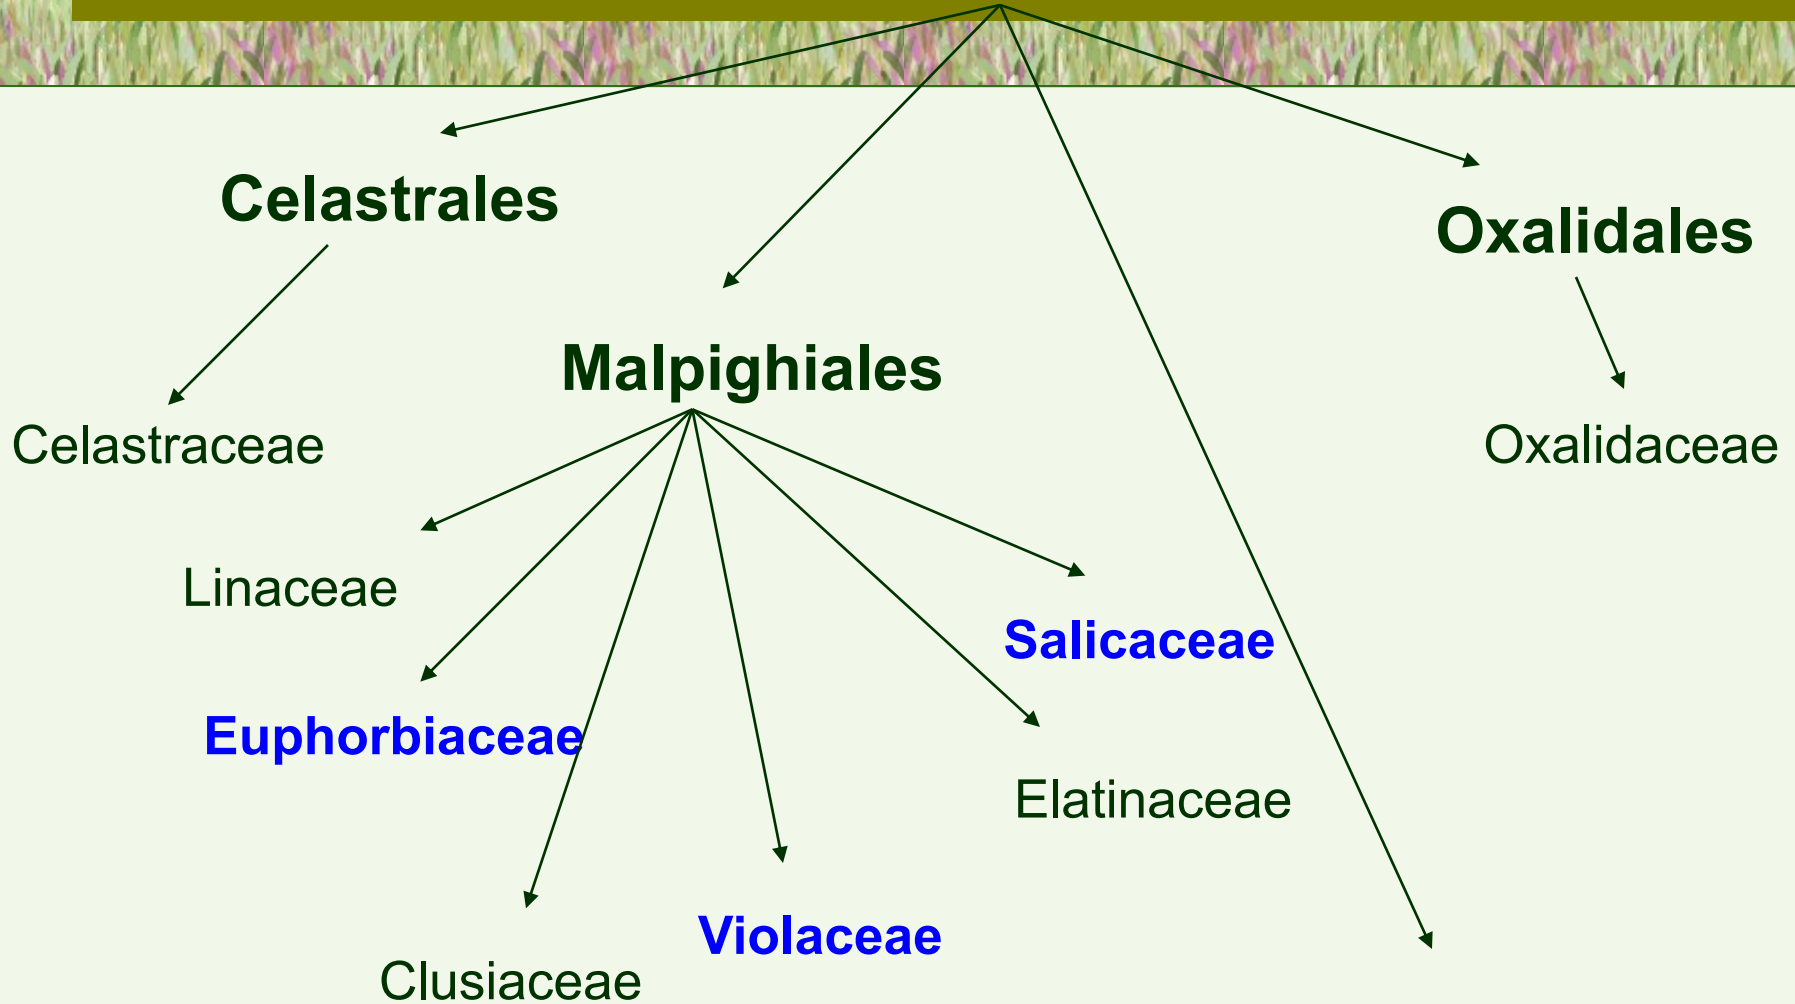 Celastrales
Oxalidales
Malpighiales
Celastraceae
Oxalidaceae
Linaceae
Salicaceae
Euphorbiaceae
Elatinaceae
Violaceae
Clusiaceae